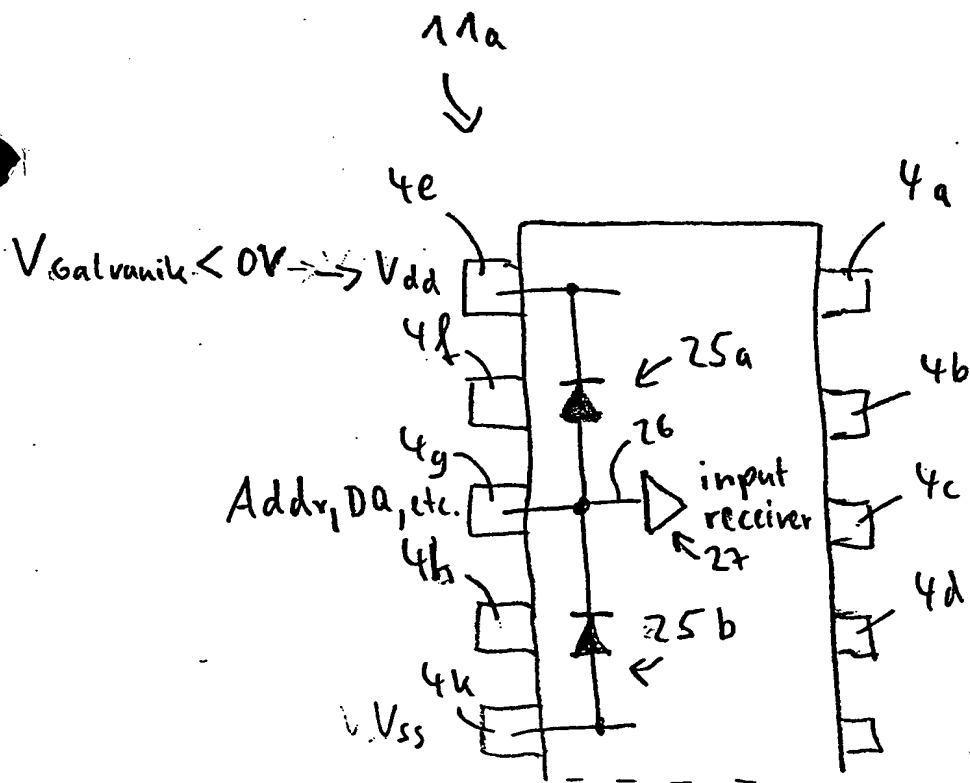 11a
4e
4a
V Galvanik < 0V → Vdd
4f
25a
4b
4g
26
Addr, DQ, etc.
input
receiver
4c
27
4h
4d
25b
4k
Vss